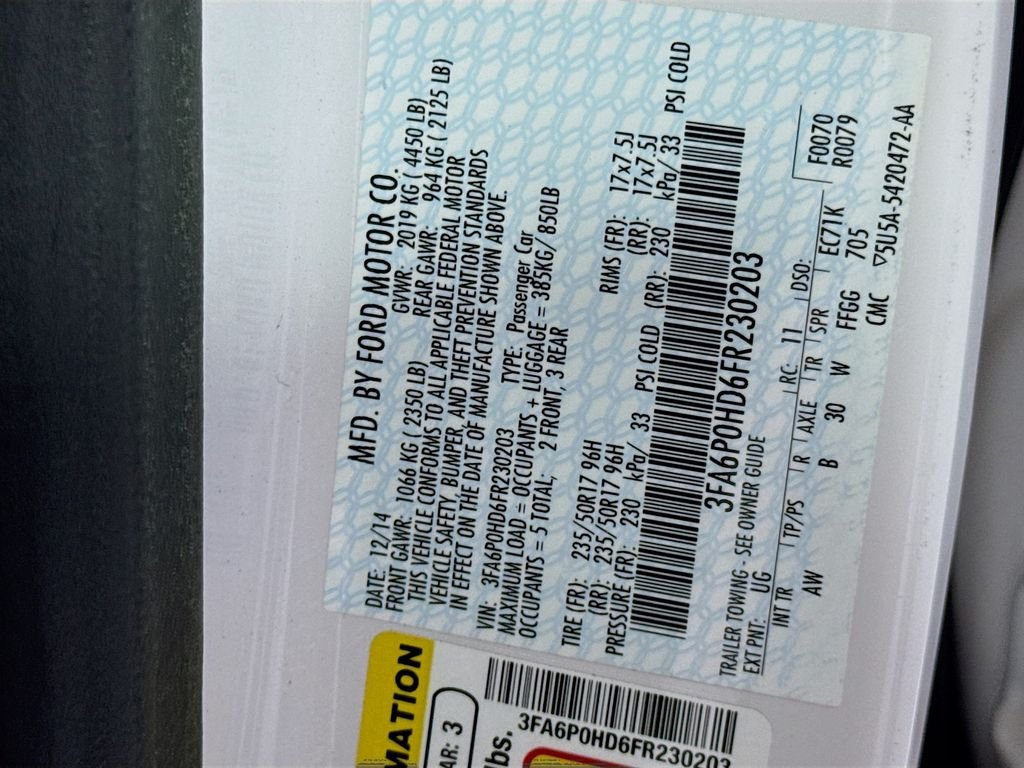 MFD. BY FORD MOTOR CO.
DATE: 12/14 GVWR: 2019 KG ( 4450 LB)
FRONT GAWR: 1066 KG ( 2350 LB) REAR GAWR: 964 KG ( 2125 LB)
THIS VEHICLE CONFORMS TO ALL APPLICABLE FEDERAL MOTOR
VEHICLE SAFETY, BUMPER, AND THEFT PREVENTION STANDARDS
IN EFFECT ON THE DATE OF MANUFACTURE SHOWN ABOVE.
VIN: 3FA6P0HD6FR230203 TYPE: Passenger Car
MAXIMUM LOAD = OCCUPANTS + LUGGAGE = 385KG/ 850LB
OCCUPANTS = 5 TOTAL; 2 FRONT, 3 REAR
TIRE (FR): 235/50R17 96H RIMS (FR): 17x7.5J
(RR): 235/50R17 96H (RR): 17x7.5J
PRESSURE (FR): 230 kPa/ 33 PSI COLD (RR): 230 kPa/ 33 PSI COLD
3FA6P0HD6FR230203
TRAILER TOWING - SEE OWNER GUIDE
EXT PNT: UG RC: 11 DSO: F0070
INT TR TP/PS R AXLE TR SPR EC71K R0079
AW B 30 W FFGG 705
CMC 5U5A-5420472-AA
MATION
AR: 3
lbs.
3FA6P0HD6FR230203